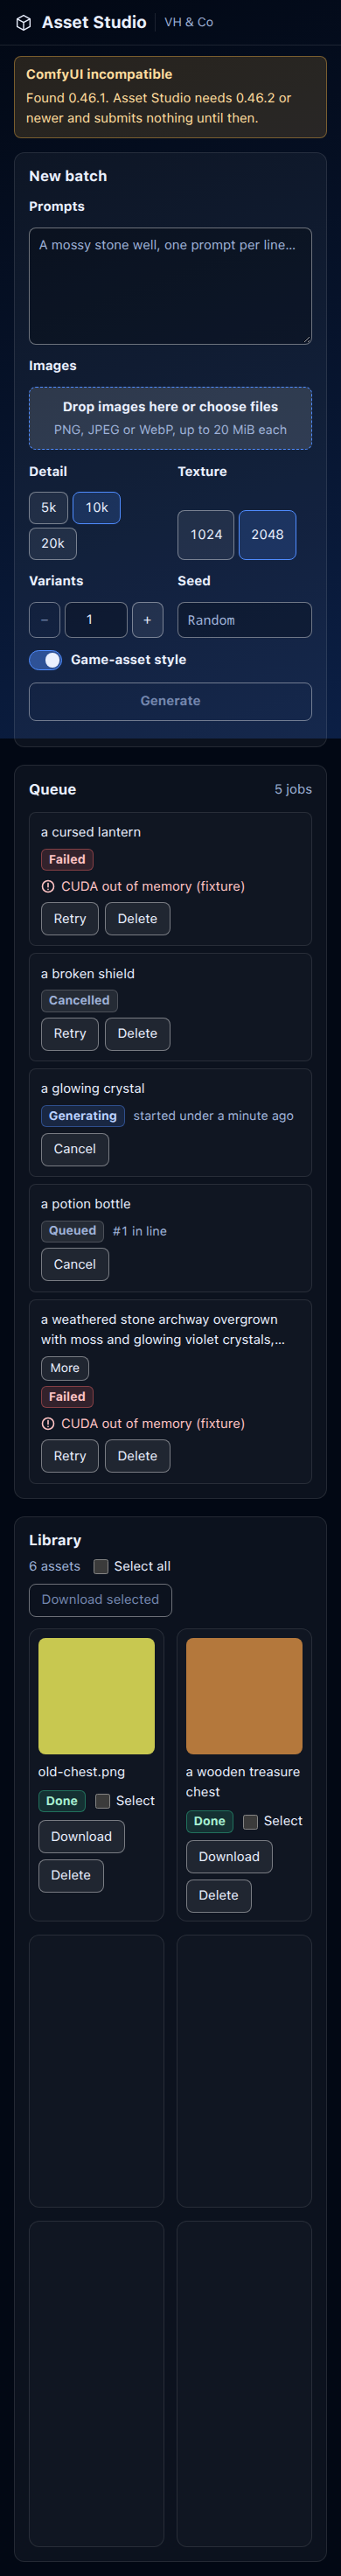 Asset Studio
VH & Co
ComfyUI incompatible
Found 0.46.1. Asset Studio needs 0.46.2 or
newer and submits nothing until then.
New batch
Prompts
A mossy stone well, one prompt per line...
Images
Drop images here or choose files
PNG, JPEG or WebP, up to 20 MiB each
Detail
Texture
5k
10k
20k
1024
2048
Variants
Seed
−
1
+
Random
Game-asset style
Generate
Queue
5 jobs
a cursed lantern
Failed
CUDA out of memory (fixture)
Retry
Delete
a broken shield
Cancelled
Retry
Delete
a glowing crystal
Generating
started under a minute ago
Cancel
a potion bottle
Queued
#1 in line
Cancel
a weathered stone archway overgrown
with moss and glowing violet crystals,...
More
Failed
CUDA out of memory (fixture)
Retry
Delete
Library
6 assets
Select all
Download selected
old-chest.png
Done
Select
Download
Delete
a wooden treasure
chest
Done
Select
Download
Delete